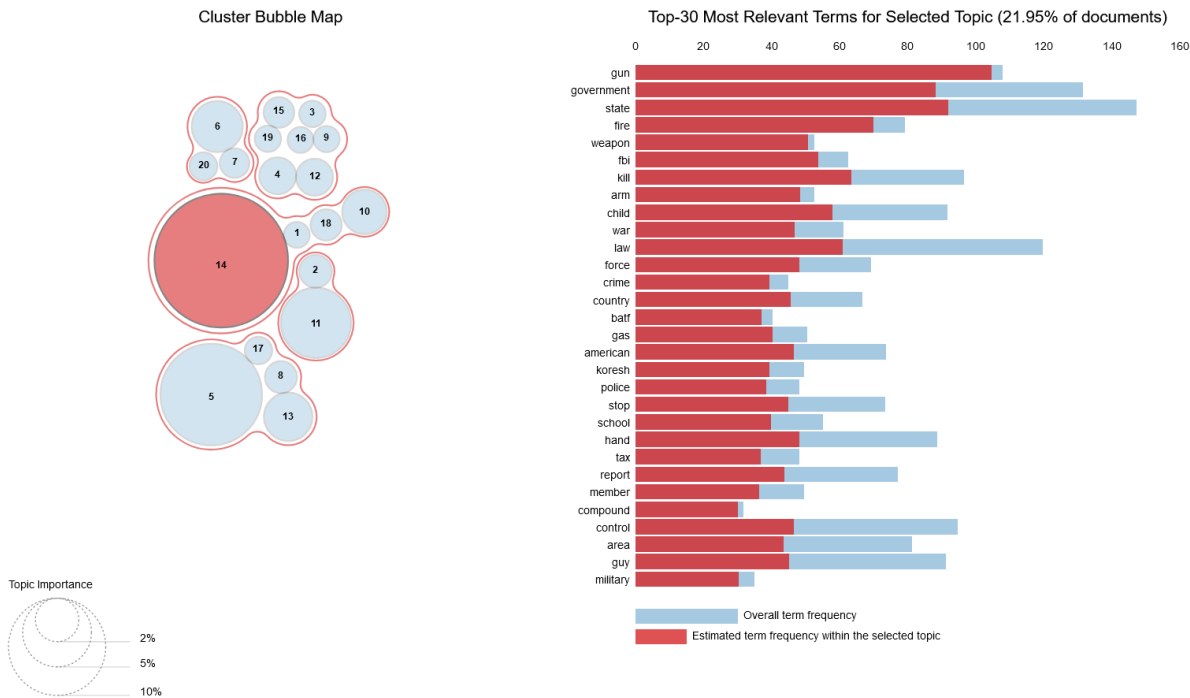 Cluster Bubble Map
15
3
6
19
16
9
20
7
4
12
10
18
1
14
2
11
17
8
5
13
Topic Importance
2%
5%
10%
Top-30 Most Relevant Terms for Selected Topic (21.95% of documents)
0 20 40 60 80 100 120 140 160
gun
government
state
fire
weapon
fbi
kill
arm
child
war
law
force
crime
country
batf
gas
american
koresh
police
stop
school
hand
tax
report
member
compound
control
area
guy
military
Overall term frequency
Estimated term frequency within the selected topic